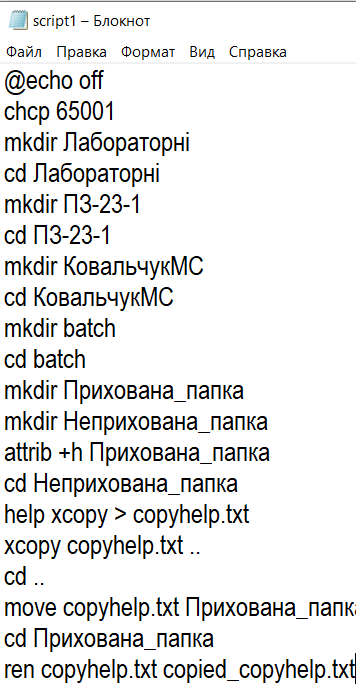 script1 – Блокнот
Файл Правка Формат Вид Справка
@echo off
chcp 65001
mkdir Лабораторні
cd Лабораторні
mkdir ПЗ-23-1
cd ПЗ-23-1
mkdir КовальчукМС
cd КовальчукМС
mkdir batch
cd batch
mkdir Прихована_папка
mkdir Неприхована_папка
attrib +h Прихована_папка
cd Неприхована_папка
help xcopy > copyhelp.txt
xcopy copyhelp.txt ..
cd ..
move copyhelp.txt Прихована_папка
cd Прихована_папка
ren copyhelp.txt copied_copyhelp.txt